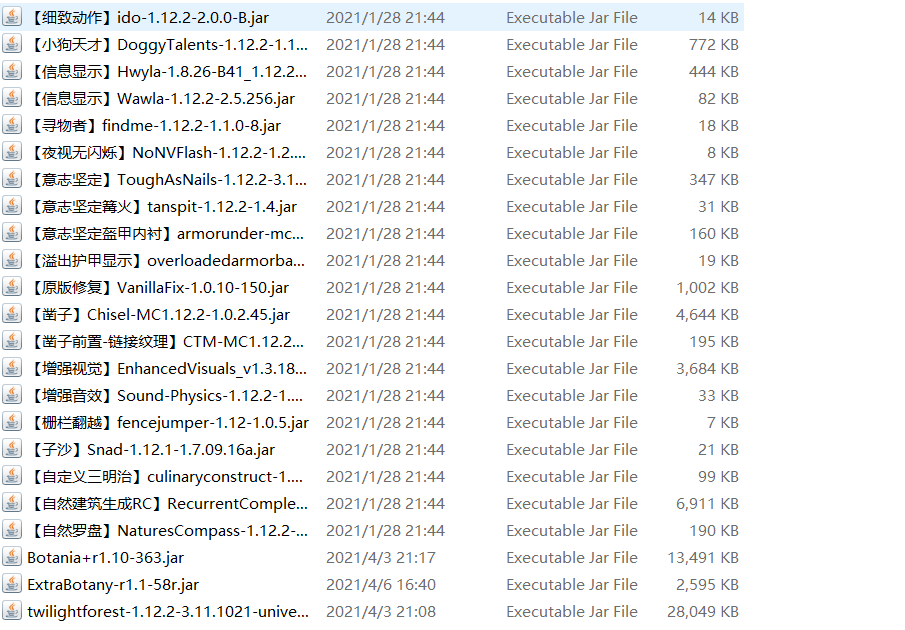 【细致动作】ido-1.12.2-2.0.0-B.jar 2021/1/28 21:44 Executable Jar File 14 KB
【小狗天才】DoggyTalents-1.12.2-1.1... 2021/1/28 21:44 Executable Jar File 772 KB
【信息显示】Hwyla-1.8.26-B41_1.12.2... 2021/1/28 21:44 Executable Jar File 444 KB
【信息显示】Wawla-1.12.2-2.5.256.jar 2021/1/28 21:44 Executable Jar File 82 KB
【寻物者】findme-1.12.2-1.1.0-8.jar 2021/1/28 21:44 Executable Jar File 18 KB
【夜视无闪烁】NoNVFlash-1.12.2-1.2.... 2021/1/28 21:44 Executable Jar File 8 KB
【意志坚定】ToughAsNails-1.12.2-3.1... 2021/1/28 21:44 Executable Jar File 347 KB
【意志坚定篝火】tanspit-1.12.2-1.4.jar 2021/1/28 21:44 Executable Jar File 31 KB
【意志坚定盔甲内衬】armorunder-mc... 2021/1/28 21:44 Executable Jar File 160 KB
【溢出护甲显示】overloadedarmorba... 2021/1/28 21:44 Executable Jar File 19 KB
【原版修复】VanillaFix-1.0.10-150.jar 2021/1/28 21:44 Executable Jar File 1,002 KB
【凿子】Chisel-MC1.12.2-1.0.2.45.jar 2021/1/28 21:44 Executable Jar File 4,644 KB
【凿子前置-链接纹理】CTM-MC1.12.2... 2021/1/28 21:44 Executable Jar File 195 KB
【增强视觉】EnhancedVisuals_v1.3.18... 2021/1/28 21:44 Executable Jar File 3,684 KB
【增强音效】Sound-Physics-1.12.2-1.... 2021/1/28 21:44 Executable Jar File 33 KB
【栅栏翻越】fencejumper-1.12-1.0.5.jar 2021/1/28 21:44 Executable Jar File 7 KB
【子沙】Snad-1.12.1-1.7.09.16a.jar 2021/1/28 21:44 Executable Jar File 21 KB
【自定义三明治】culinaryconstruct-1.... 2021/1/28 21:44 Executable Jar File 99 KB
【自然建筑生成RC】RecurrentComple... 2021/1/28 21:44 Executable Jar File 6,911 KB
【自然罗盘】NaturesCompass-1.12.2-... 2021/1/28 21:44 Executable Jar File 190 KB
Botania+r1.10-363.jar 2021/4/3 21:17 Executable Jar File 13,491 KB
ExtraBotany-r1.1-58r.jar 2021/4/6 16:40 Executable Jar File 2,595 KB
twilightforest-1.12.2-3.11.1021-unive... 2021/4/3 21:08 Executable Jar File 28,049 KB